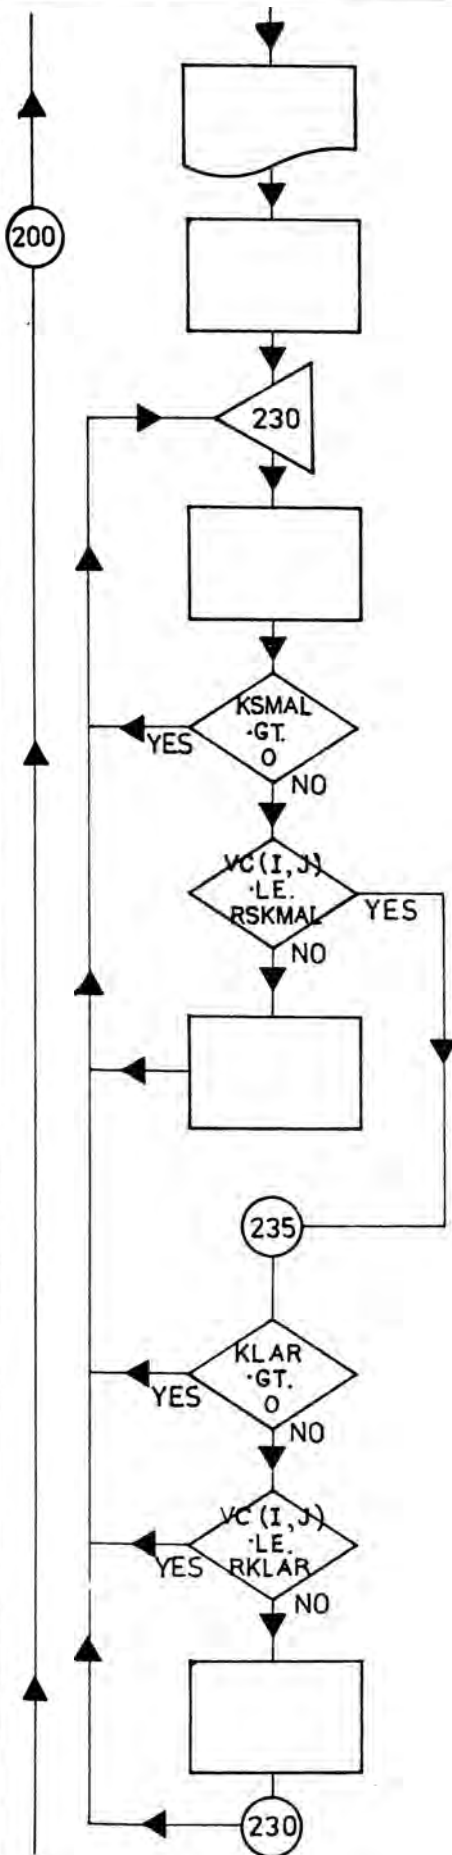 200
230
KSMAL
·GT.
0
YES
NO
VC(I,J)
·LE.
RSKMAL
YES
NO
235
KLAR
·GT.
0
YES
NO
VC(I,J)
·LE.
RKLAR
YES
NO
230